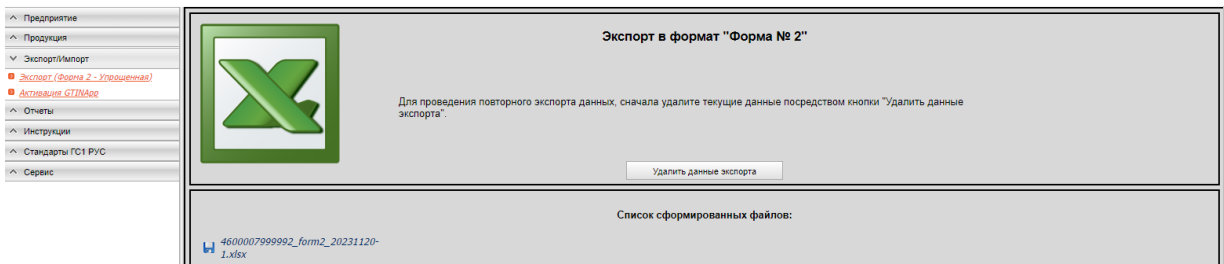 Предприятие
Продукция
Экспорт/Импорт
Экспорт (Форма 2 - Упрощенная)
Активация GTINApp
Отчеты
Инструкции
Стандарты ГС1 РУС
Сервис
Экспорт в формат "Форма № 2"
Для проведения повторного экспорта данных, сначала удалите текущие данные посредством кнопки "Удалить данные
экспорта".
Удалить данные экспорта
Список сформированных файлов:
4600007999992_form2_20231120-
1.xlsx